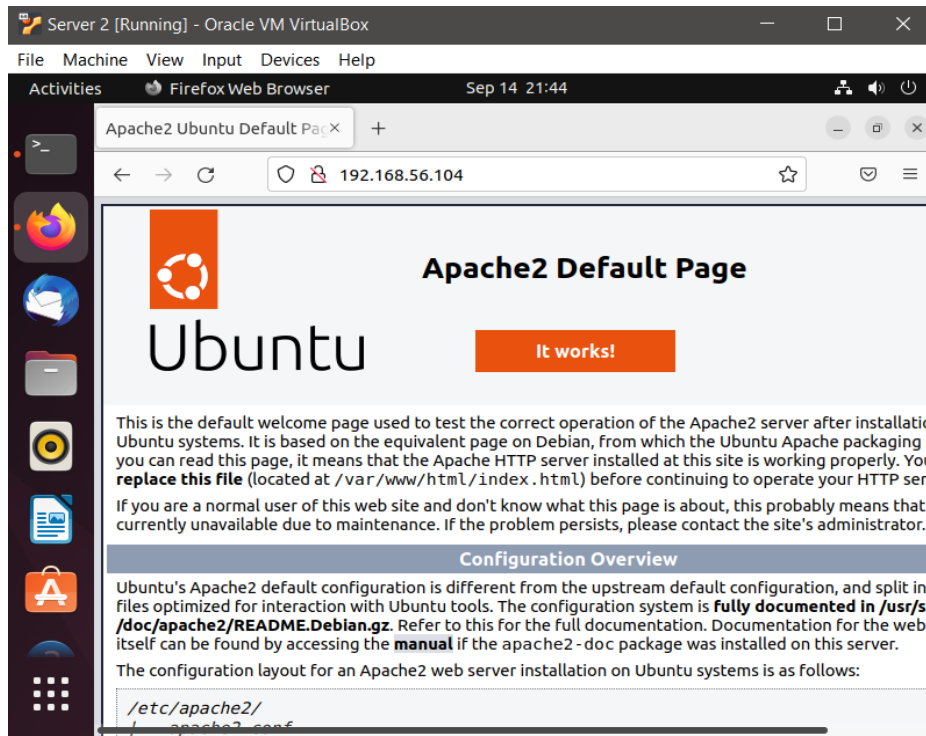 Server 2 [Running] - Oracle VM VirtualBox
File Machine View Input Devices Help
Activities Firefox Web Browser Sep 14 21:44
Apache2 Ubuntu Default Pag
192.168.56.104
Ubuntu
Apache2 Default Page
It works!
This is the default welcome page used to test the correct operation of the Apache2 server after
Ubuntu systems. It is based on the equivalent page on Debian, from which the Ubuntu Apache packaging
you can read this page, it means that the Apache HTTP server installed at this site is working properly.
replace this file (located at /var/www/html/index.html) before continuing to operate your HTTP
If you are a normal user of this web site and don't know what this page is about, this probably means that
currently unavailable due to maintenance. If the problem persists, please contact the site's administrator.
Configuration Overview
Ubuntu's Apache2 default configuration is different from the upstream default configuration, and split
files optimized for interaction with Ubuntu tools. The configuration system is fully documented in
/doc/apache2/README.Debian.gz. Refer to this for the full documentation. Documentation for the web
itself can be found by accessing the manual if the apache2-doc package was installed on this server.
The configuration layout for an Apache2 web server installation on Ubuntu systems is as follows:
/etc/apache2/